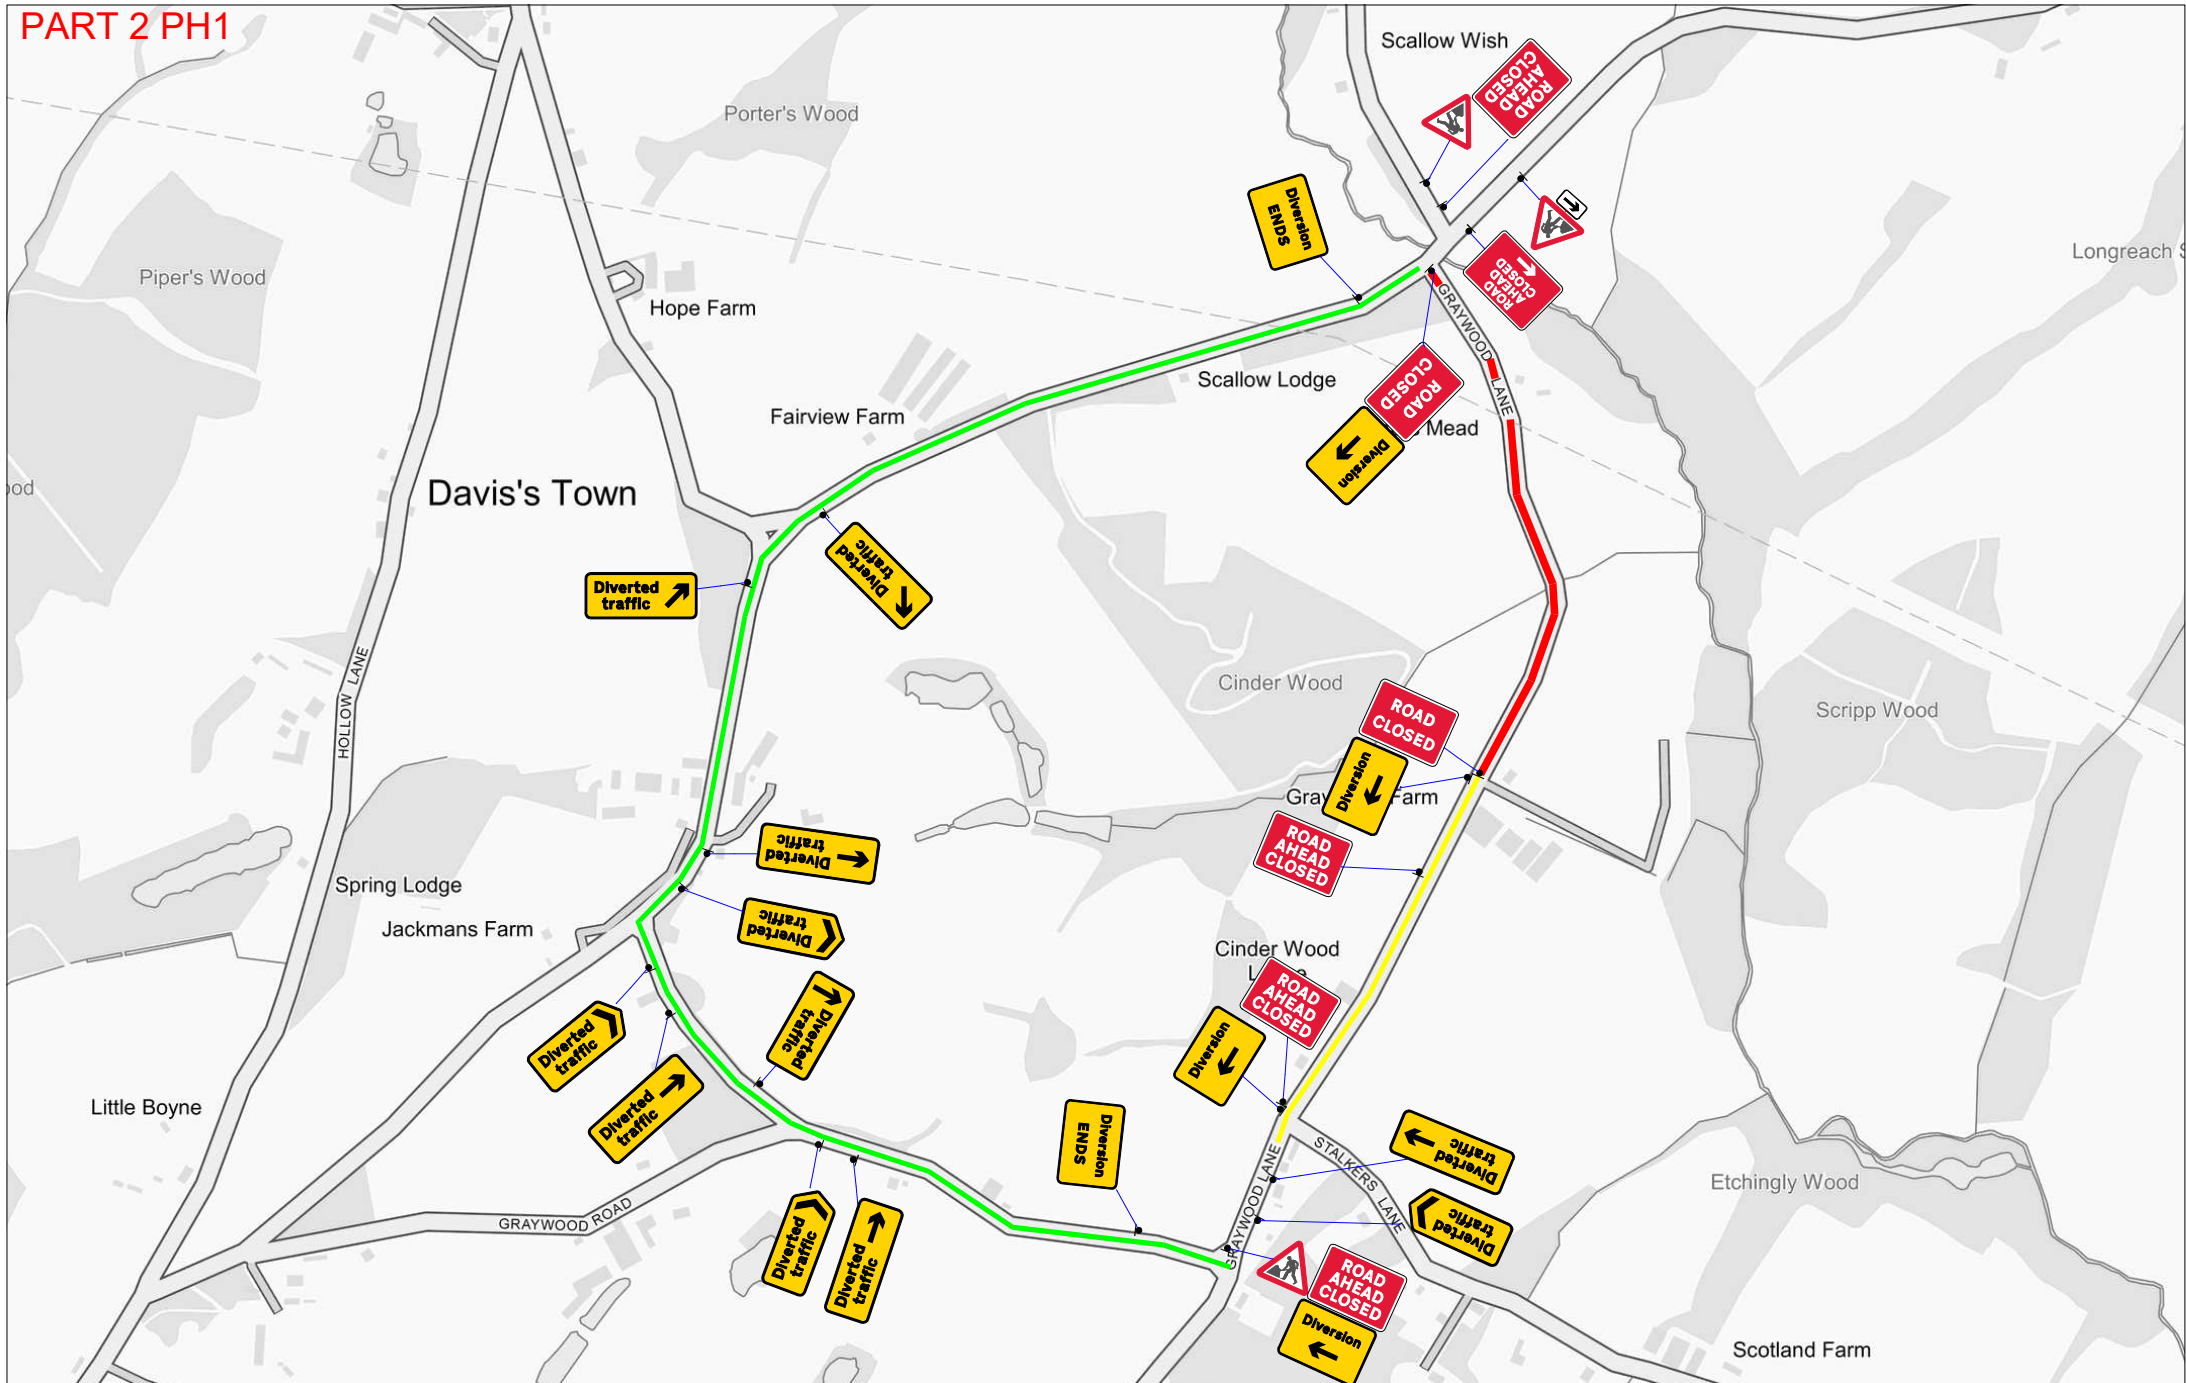 PART 2 PH1
Scallow Wish
ROAD
AHEAD
CLOSED
Porter's Wood
Diversion
ENDS
Piper's Wood
Longreach
ROAD
AHEAD
CLOSED
Hope Farm
GRAYWOOD LANE
Scallow Lodge
ROAD
CLOSED
Fairview Farm
Mead
Diversion
Davis's Town
A
Diverted
traffic
Diverted
traffic
HOLLOW LANE
Cinder Wood
ROAD
CLOSED
Scripp Wood
Diversion
Gray Farm
Diverted
traffic
ROAD
AHEAD
CLOSED
Spring Lodge
Jackmans Farm
Diverted
traffic
Cinder Wood
ROAD
AHEAD
CLOSED
Diverted
traffic
Diverted
traffic
Diversion
Little Boyne
Diverted
traffic
Diversion
ENDS
STALKERS LANE
Diverted
traffic
Etchingly Wood
GRAYWOOD ROAD
GRAYWOOD LANE
Diverted
traffic
Diverted
traffic
Diverted
traffic
ROAD
AHEAD
CLOSED
Diversion
Scotland Farm